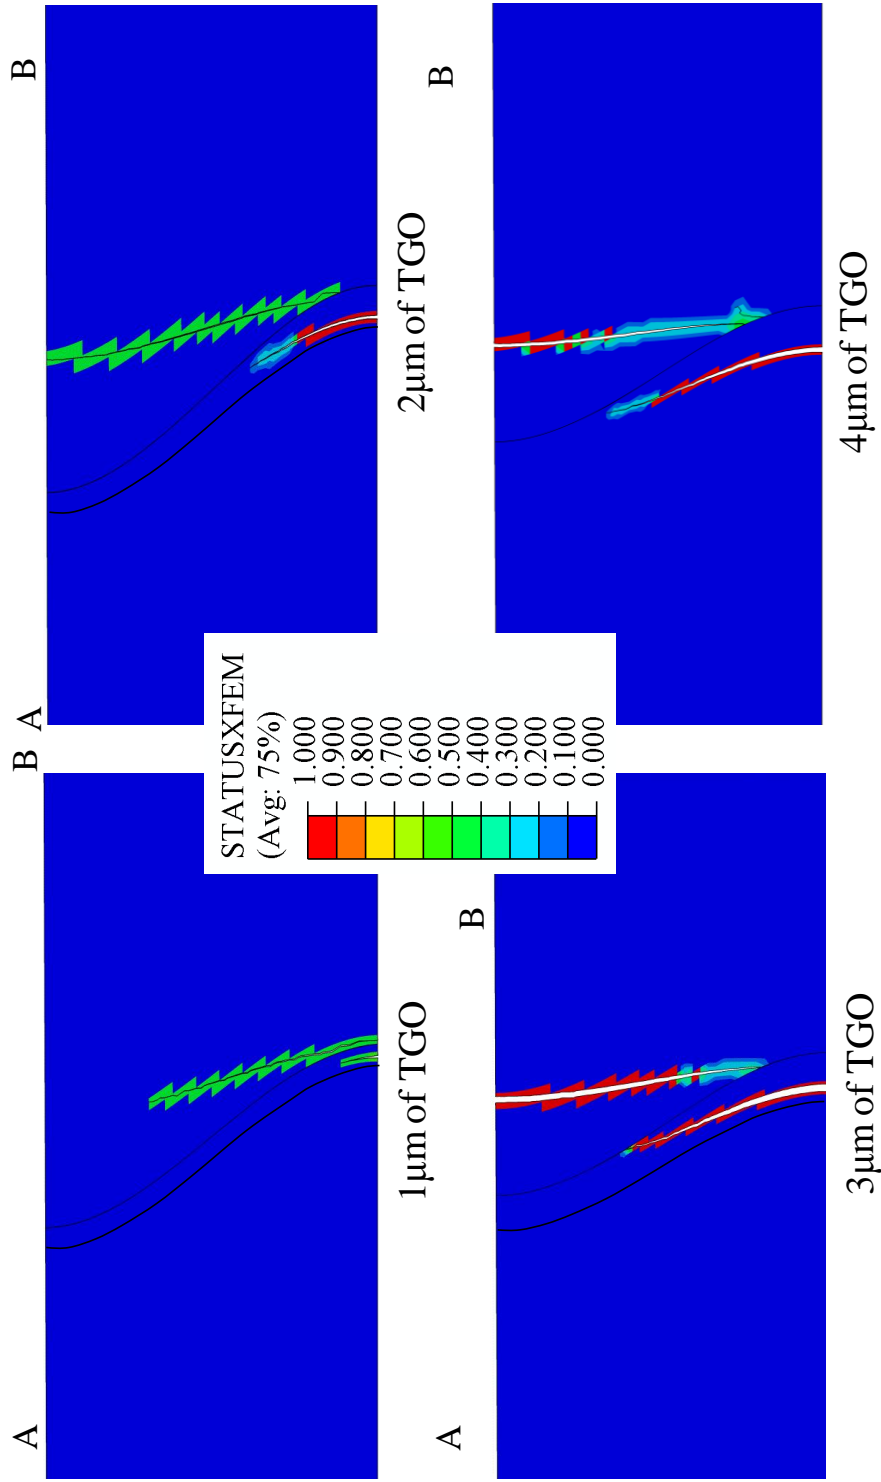 A B
A B
1µm of TGO
2µm of TGO
STATUSXFEM
(Avg: 75%)
1.000
0.900
0.800
0.700
0.600
0.500
0.400
0.300
0.200
0.100
0.000
A B
B
3µm of TGO
4µm of TGO